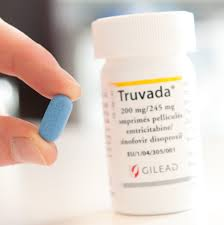 Truvada®
200 mg/245 mg
comprimés pelliculés
emtricitabine/
ténofovir disoproxil
EU/1/04/305/001
GILEAD